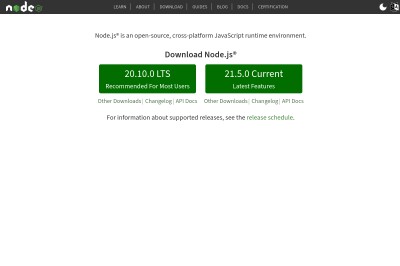 node
LEARN | ABOUT | DOWNLOAD | GUIDES | BLOG | DOCS | CERTIFICATION
Node.js® is an open-source, cross-platform JavaScript runtime environment.
Download Node.js®
20.10.0 LTS
Recommended For Most Users
21.5.0 Current
Latest Features
Other Downloads | Changelog | API Docs
Other Downloads | Changelog | API Docs
For information about supported releases, see the release schedule.